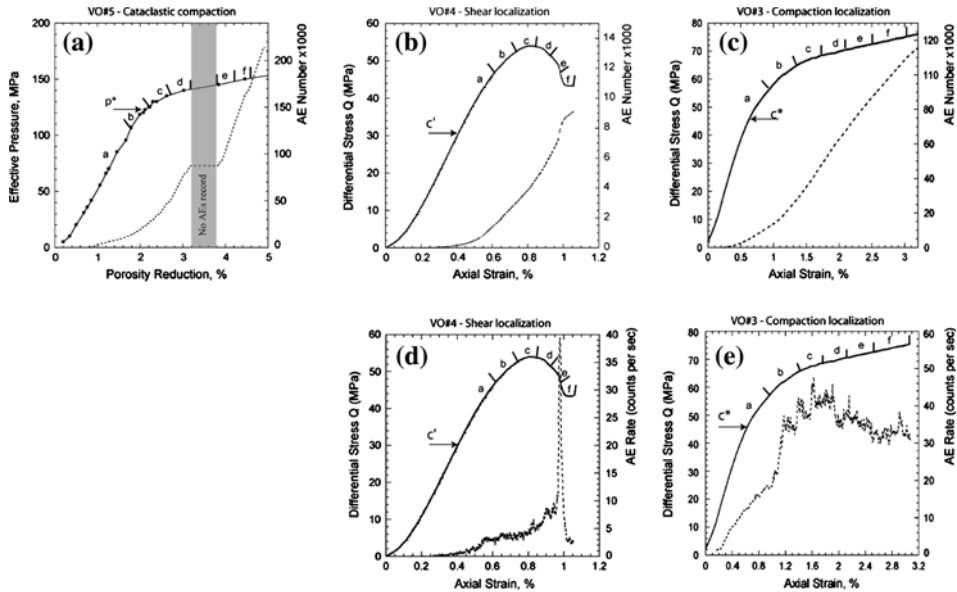 VO#5 - Cataclastic compaction
(a)
Effective Pressure, MPa
200
150
100
50
0
p*
a
b
c
d
e
f
No AEs record
AE Number x1000
200
150
100
50
0
0 1 2 3 4 5
Porosity Reduction, %
VO#4 - Shear localization
(b)
Differential Stress Q (MPa)
60
50
40
30
20
10
0
c'
a
b
c
d
e
f
AE Number x1000
14
12
10
8
6
4
2
0
0 0.2 0.4 0.6 0.8 1
Axial Strain, %
VO#3 - Compaction localization
(c)
Differential Stress Q (MPa)
80
70
60
50
40
30
20
10
0
c*
a
b
c
d
e
f
AE Number x1000
120
100
80
60
40
20
0
0 0.5 1 1.5 2 2.5 3
Axial Strain, %
VO#4 - Shear localization
(d)
Differential Stress Q (MPa)
60
50
40
30
20
10
0
c'
a
b
c
d
e
f
AE Rate (counts per sec)
40
35
30
25
20
15
10
5
0
0 0.2 0.4 0.6 0.8 1
Axial Strain, %
VO#3 - Compaction localization
(e)
Differential Stress Q (MPa)
80
70
60
50
40
30
20
10
0
c*
a
b
c
d
e
f
AE Rate (counts per sec)
60
50
40
30
20
10
0
0 0.4 0.8 1.2 1.6 2 2.4 2.8 3.2
Axial Strain, %